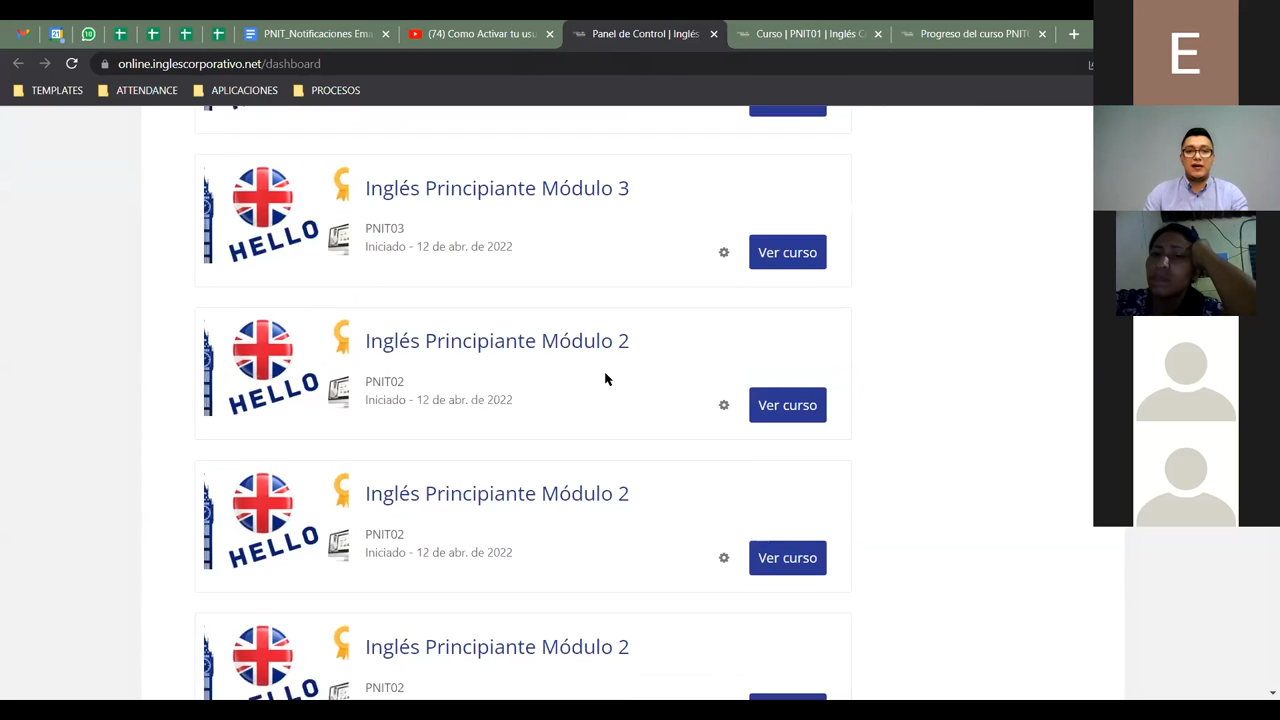 PNIT_Notificaciones Ema
(74) Como Activar tu usu
Panel de Control | Inglés
Curso | PNIT01 | Inglés C
Progreso del curso PNIT
online.inglescorporativo.net/dashboard
TEMPLATES
ATTENDANCE
APLICACIONES
PROCESOS
E
HELLO
Inglés Principiante Módulo 3
PNIT03
Iniciado - 12 de abr. de 2022
Ver curso
HELLO
Inglés Principiante Módulo 2
PNIT02
Iniciado - 12 de abr. de 2022
Ver curso
HELLO
Inglés Principiante Módulo 2
PNIT02
Iniciado - 12 de abr. de 2022
Ver curso
HELLO
Inglés Principiante Módulo 2
PNIT02